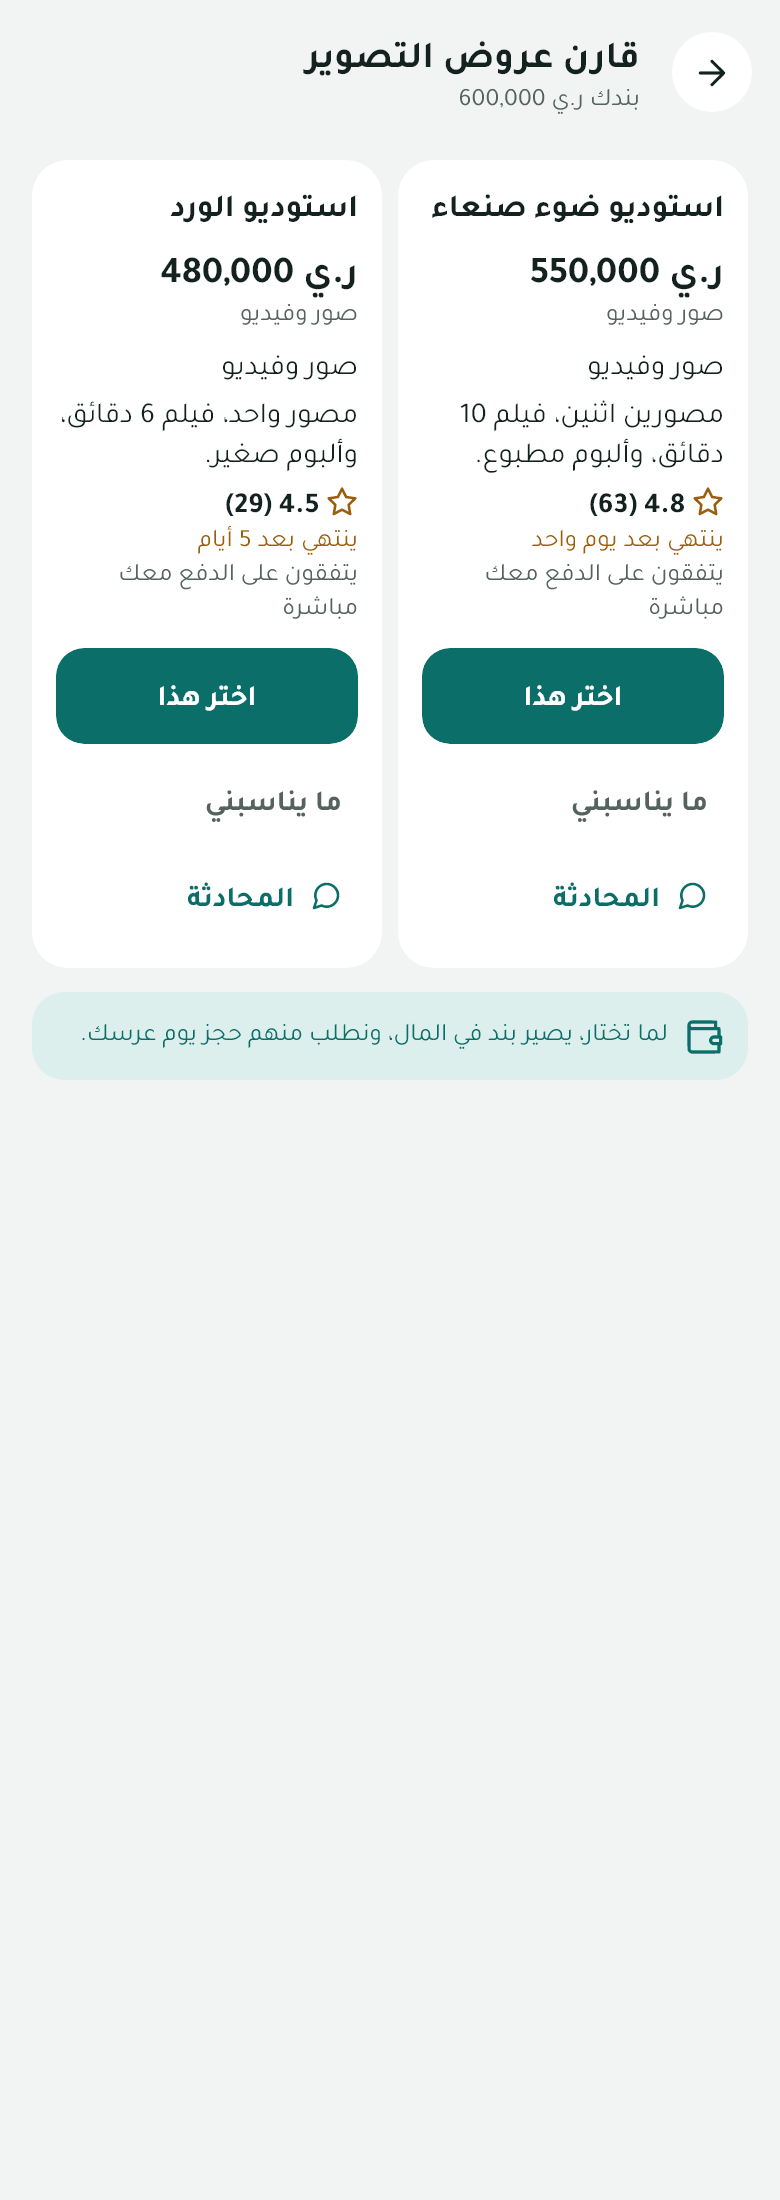 قارن عروض التصوير
بندك ر.ي 600,000
استوديو ضوء صنعاء
ر.ي 550,000
صور وفيديو
صور وفيديو
مصورين اثنين، فيلم 10
دقائق، وألبوم مطبوع.
4.8 (63)
ينتهي بعد يوم واحد
يتفقون على الدفع معك
مباشرة
اختر هذا
ما يناسبني
المحادثة
استوديو الورد
ر.ي 480,000
صور وفيديو
صور وفيديو
مصور واحد، فيلم 6 دقائق،
وألبوم صغير.
4.5 (29)
ينتهي بعد 5 أيام
يتفقون على الدفع معك
مباشرة
اختر هذا
ما يناسبني
المحادثة
لما تختار، يصير بند في المال، ونطلب منهم حجز يوم عرسك.